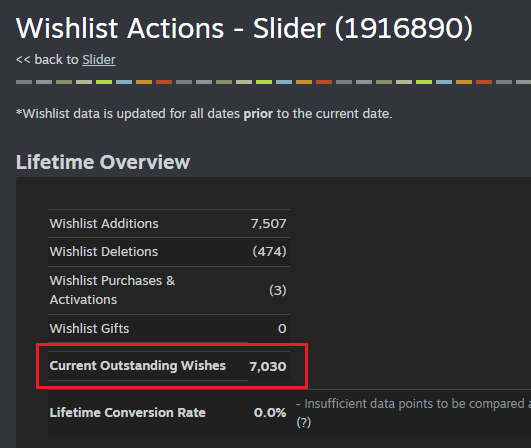 Wishlist Actions - Slider (1916890)
<< back to Slider
*Wishlist data is updated for all dates prior to the current date.
Lifetime Overview
Wishlist Additions 7,507
Wishlist Deletions (474)
Wishlist Purchases &
Activations (3)
Wishlist Gifts 0
Current Outstanding Wishes 7,030
Lifetime Conversion Rate 0.0% - Insufficient data points to be compared
(?)